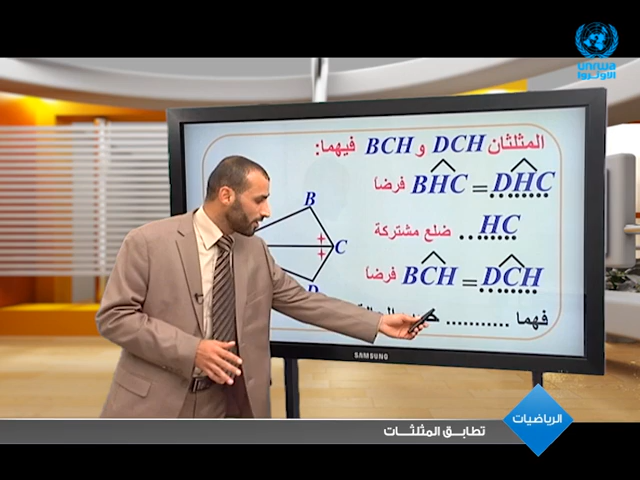 unrwa
الأونروا
المثلثان DCH و BCH فيهما:
DHC = BHC فرضاً
HC .. ضلع مشتركة
DCH = BCH فرضاً
فهما ...........
B
C
D
SAMSUNG
الرياضيات
تطابق المثلثات